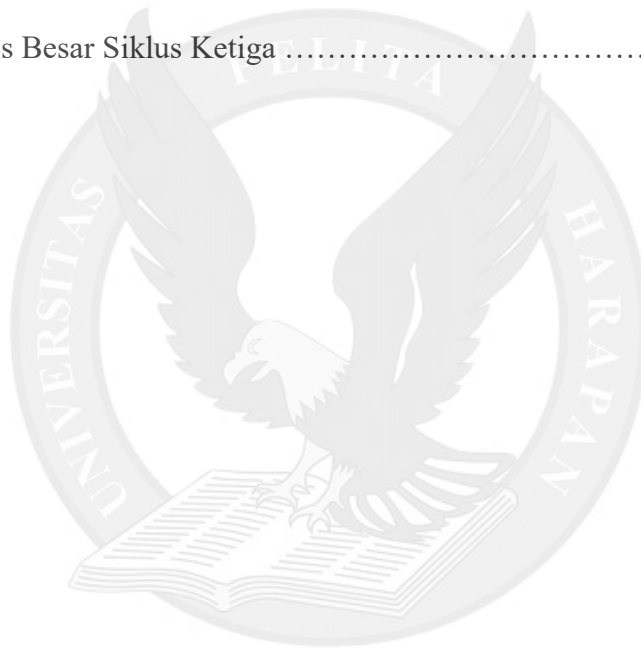 s Besar Siklus Ketiga ……………………………
UNIVERSITAS PELITA HARAPAN